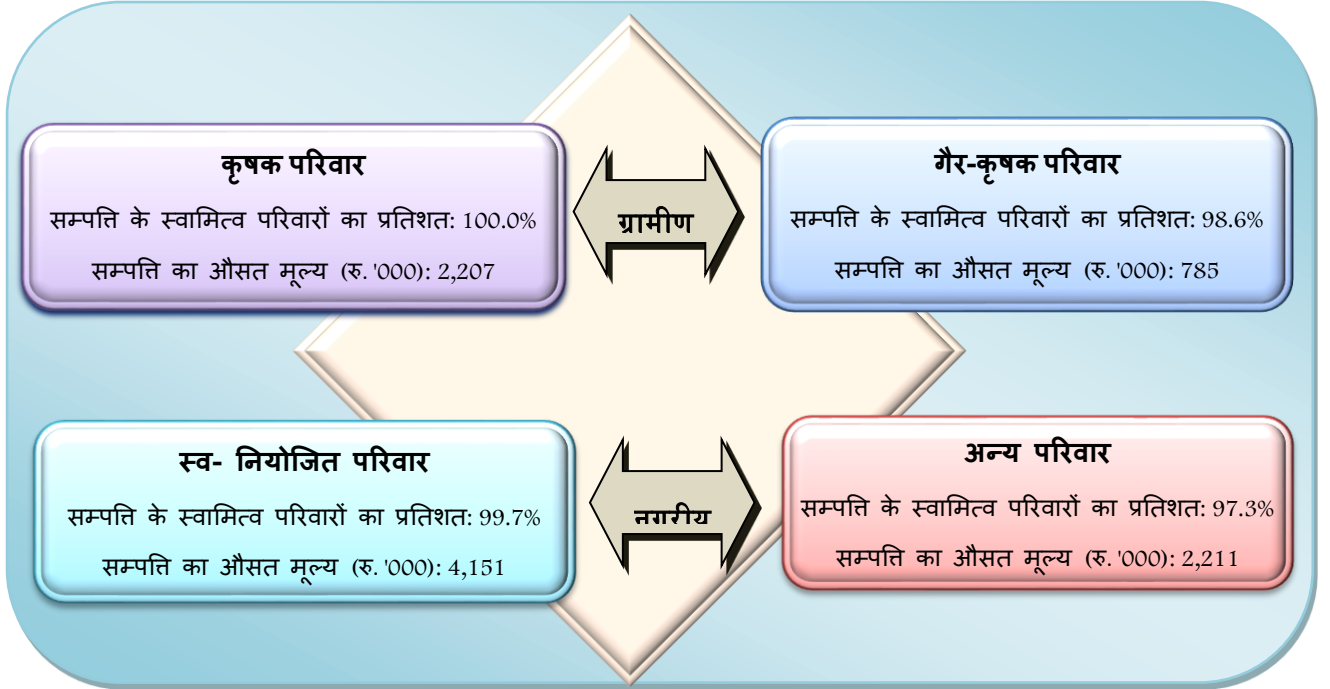 कृषक परिवार
सम्पत्ति के स्वामित्व परिवारों का प्रतिशत: 100.0%
सम्पत्ति का औसत मूल्य (रु. '000): 2,207
ग्रामीण
गैर-कृषक परिवार
सम्पत्ति के स्वामित्व परिवारों का प्रतिशत: 98.6%
सम्पत्ति का औसत मूल्य (रु. '000): 785
स्व- नियोजित परिवार
सम्पत्ति के स्वामित्व परिवारों का प्रतिशत: 99.7%
सम्पत्ति का औसत मूल्य (रु. '000): 4,151
नगरीय
अन्य परिवार
सम्पत्ति के स्वामित्व परिवारों का प्रतिशत: 97.3%
सम्पत्ति का औसत मूल्य (रु. '000): 2,211